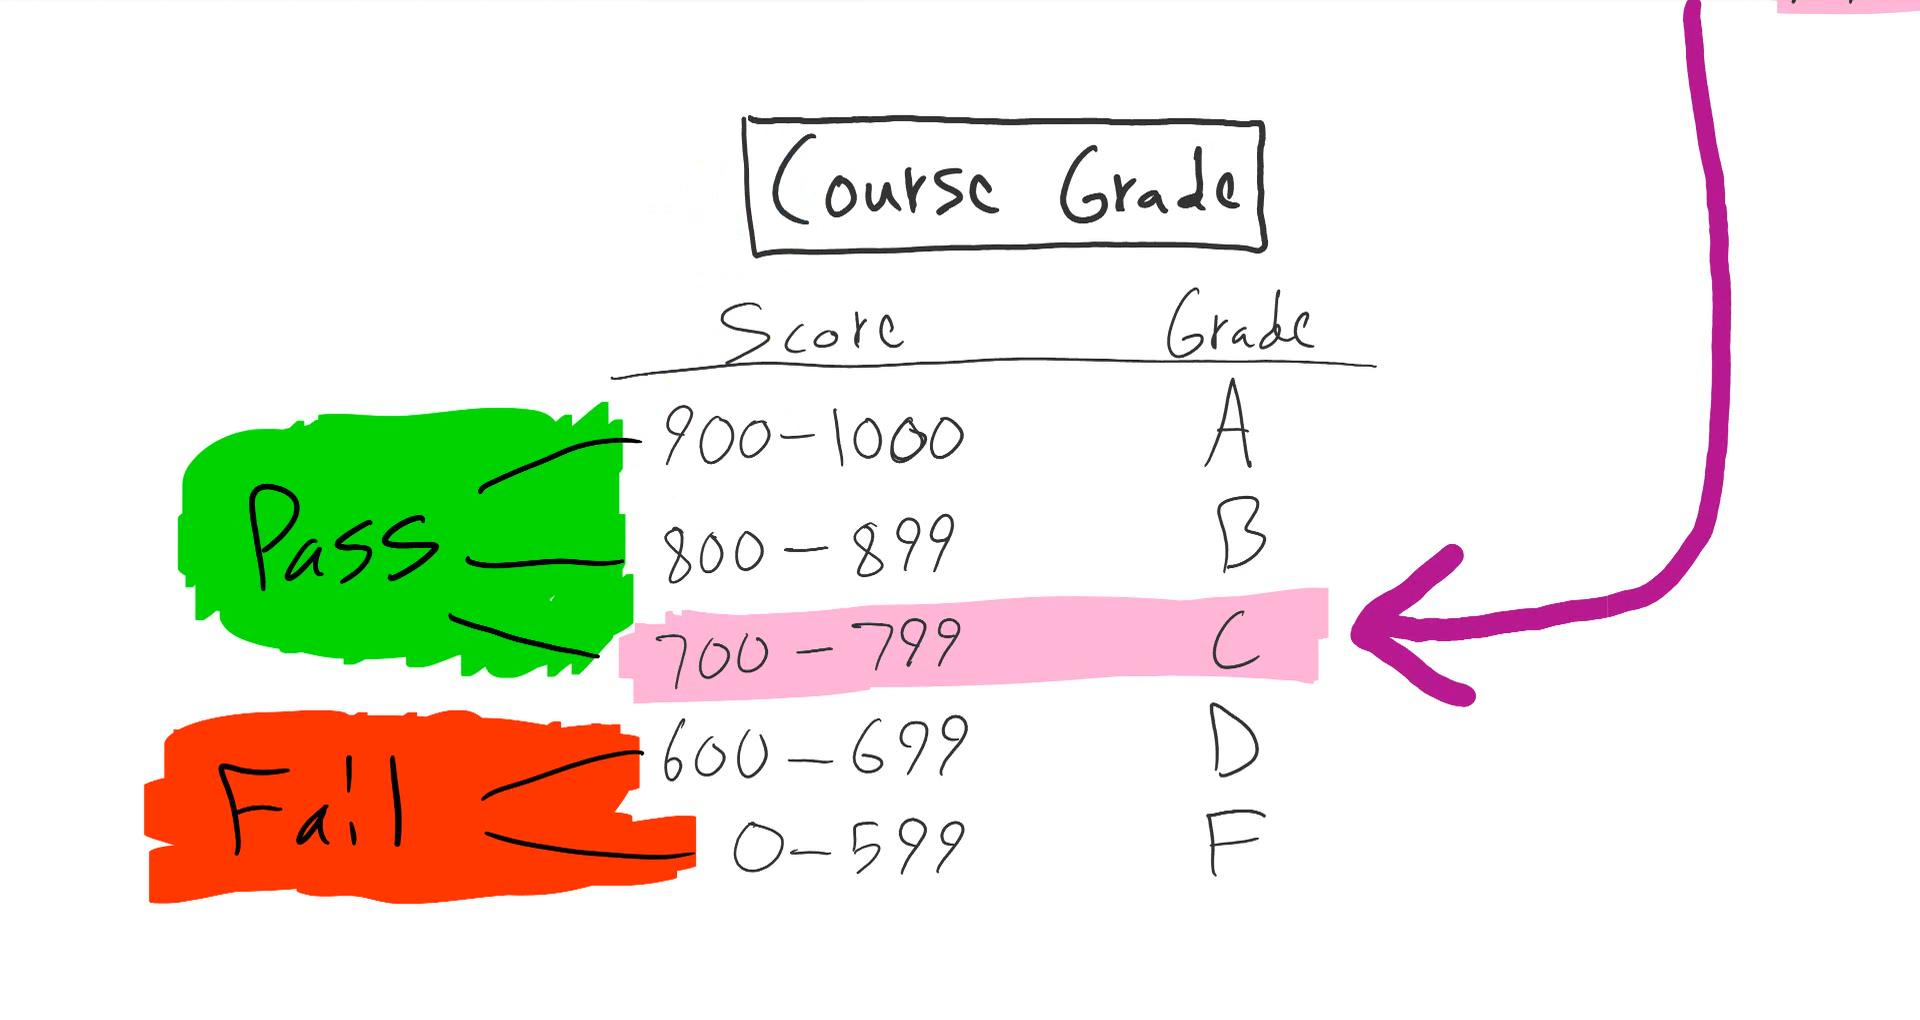 Course Grade
Score Grade
900-1000 A
Pass 800-899 B
700-799 C
600-699 D
Fail 0-599 F